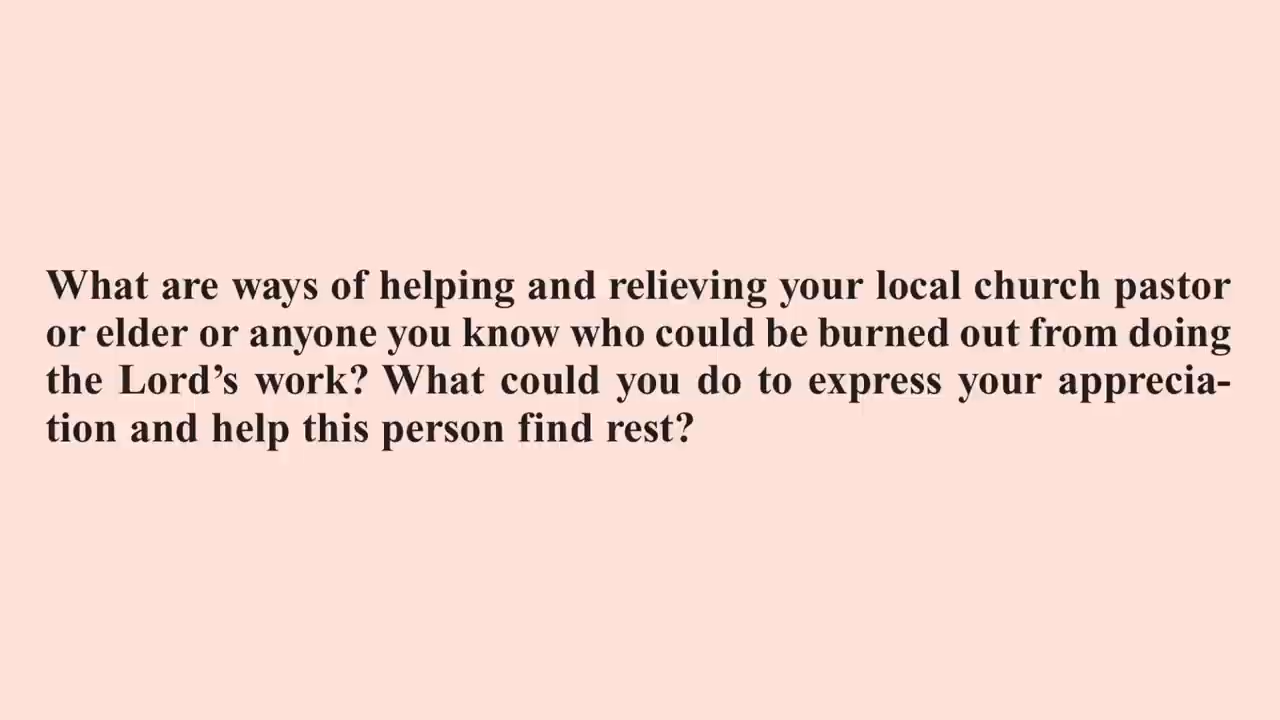 What are ways of helping and relieving your local church pastor
or elder or anyone you know who could be burned out from doing
the Lord’s work? What could you do to express your apprecia-
tion and help this person find rest?